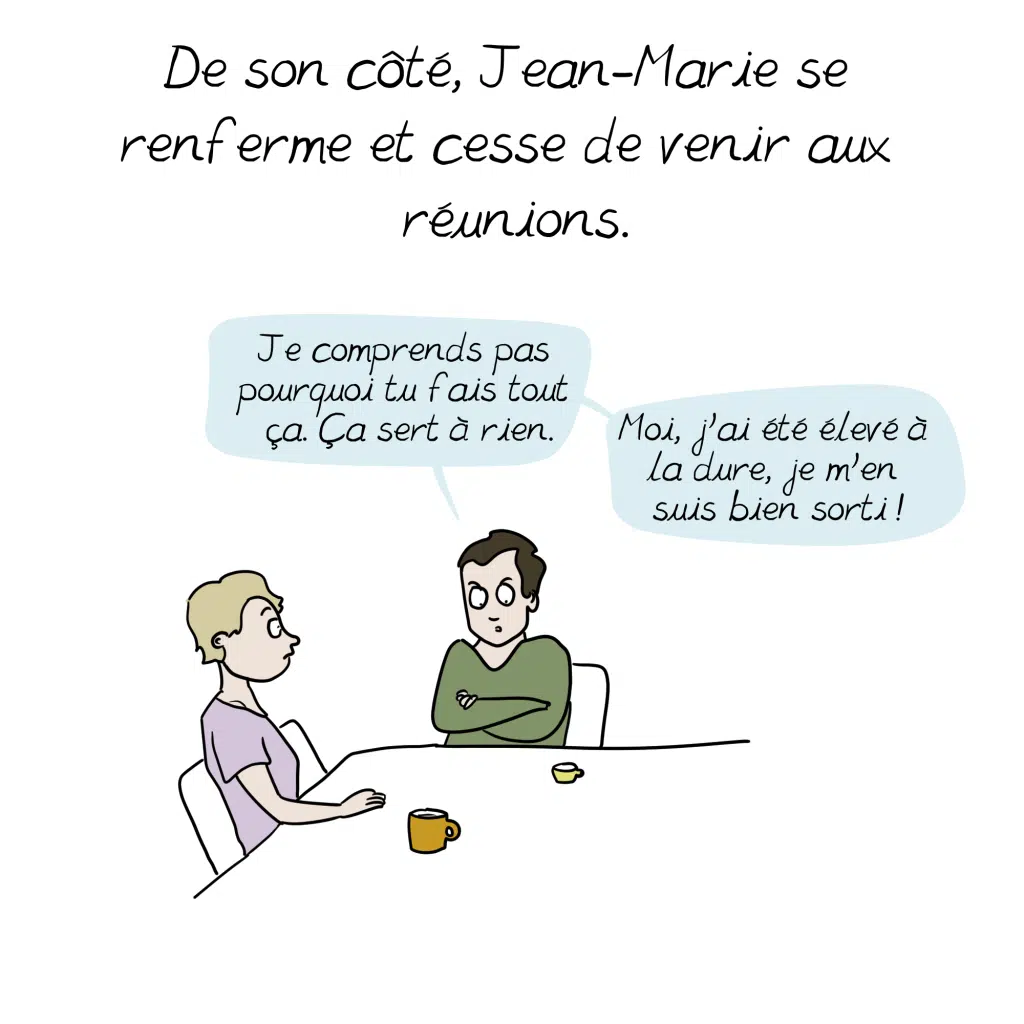 De son côté, Jean-Marie se
renferme et cesse de venir aux
réunions.
Je comprends pas
pourquoi tu fais tout
ça. Ça sert à rien.
Moi, j'ai été élevé à
la dure, je m'en
suis bien sorti !